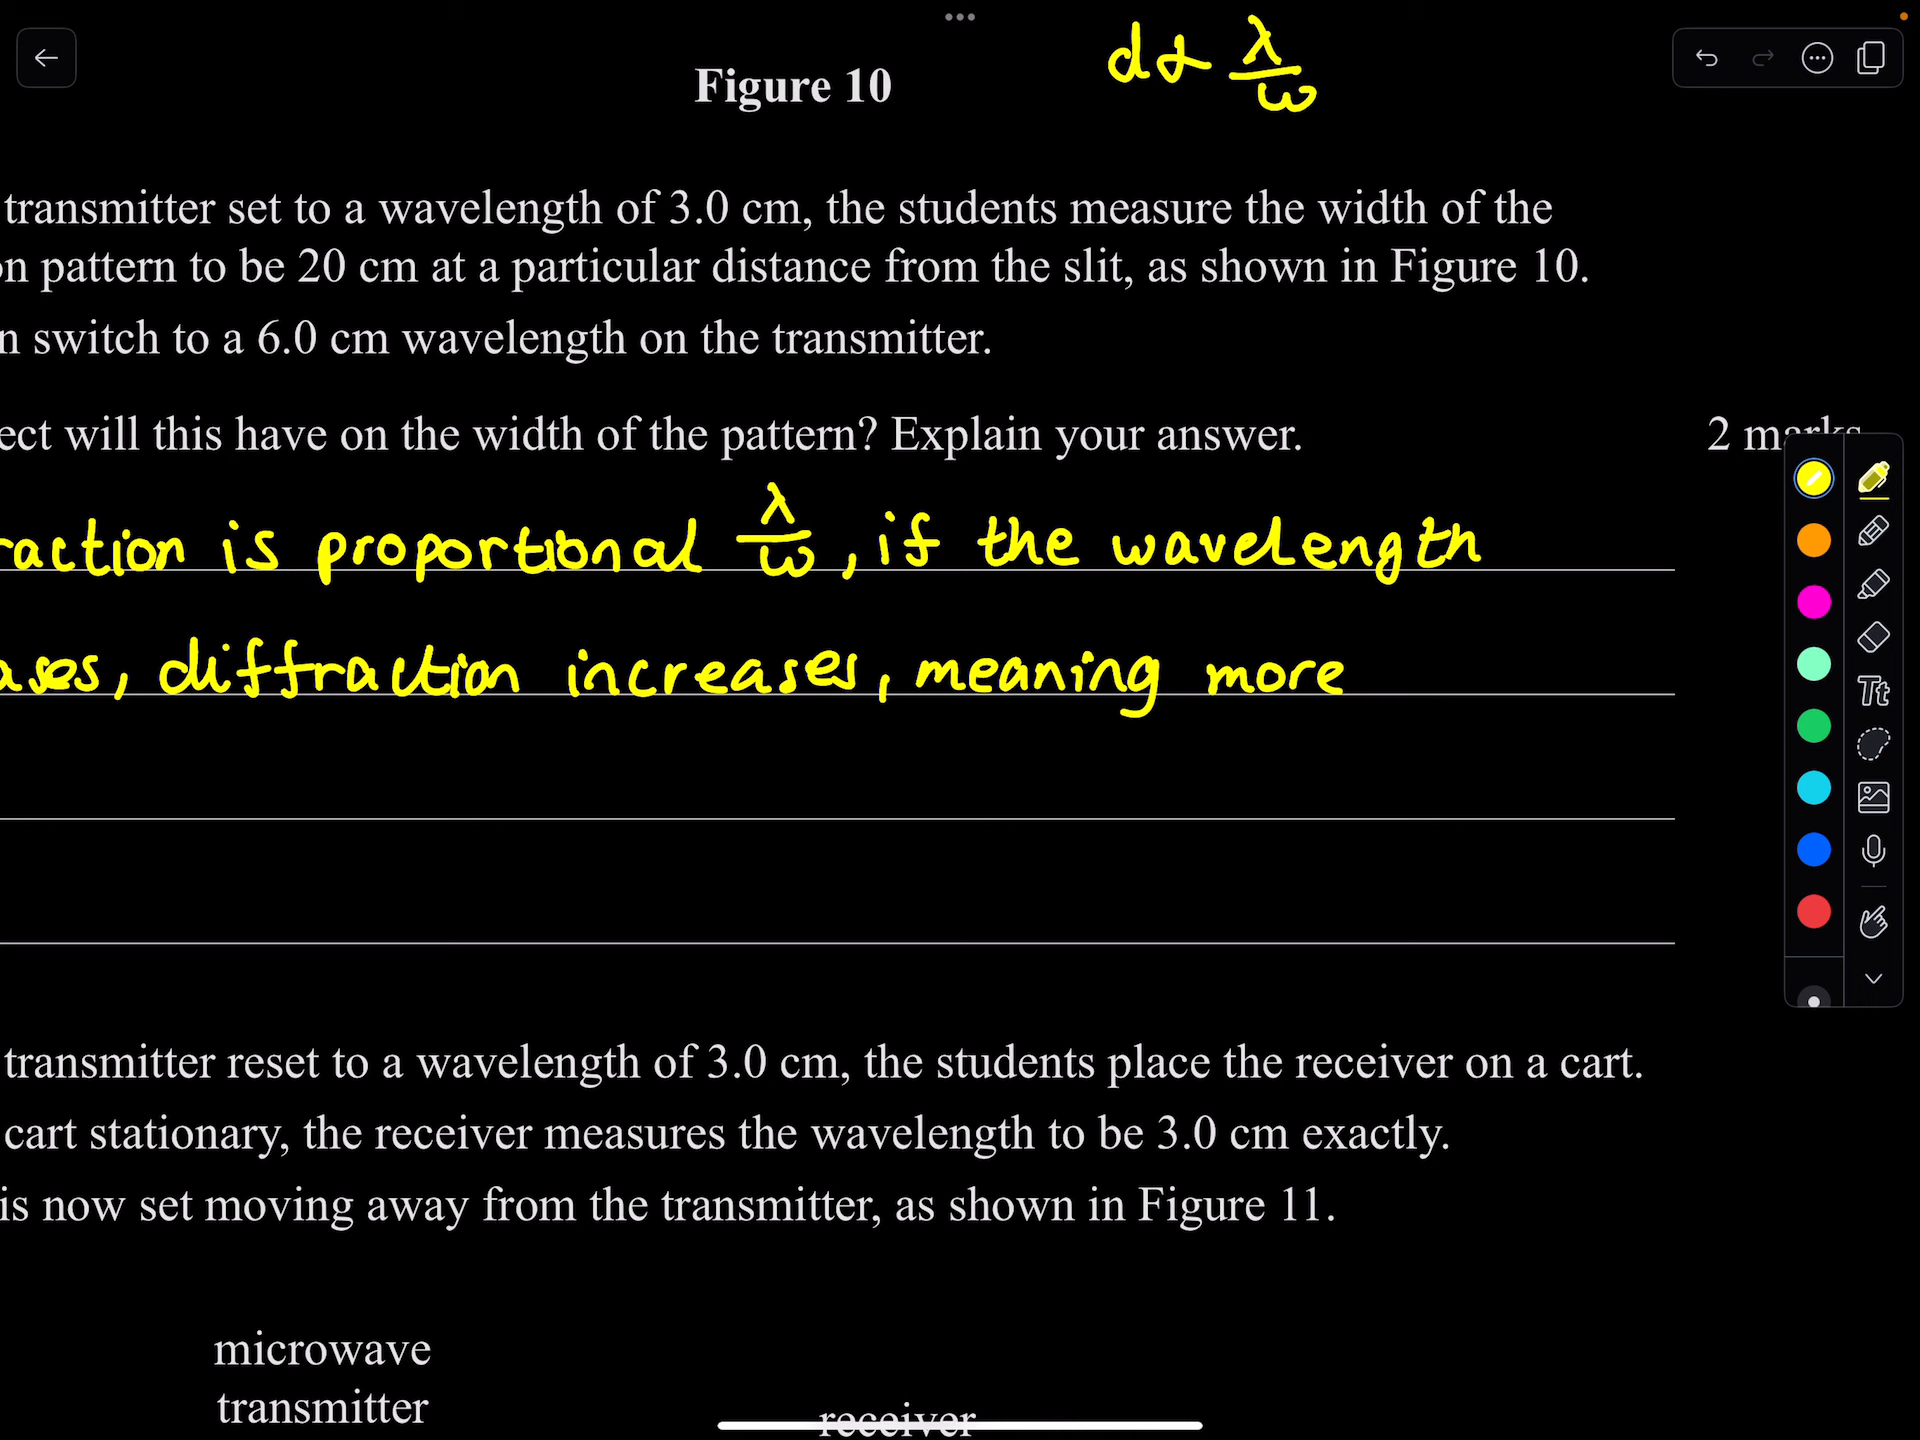 d ∝ λ/w
Figure 10
transmitter set to a wavelength of 3.0 cm, the students measure the width of the
on pattern to be 20 cm at a particular distance from the slit, as shown in Figure 10.
n switch to a 6.0 cm wavelength on the transmitter.
ect will this have on the width of the pattern? Explain your answer. 2 marks
raction is proportional λ/w, if the wavelength
ases, diffraction increases, meaning more
transmitter reset to a wavelength of 3.0 cm, the students place the receiver on a cart.
cart stationary, the receiver measures the wavelength to be 3.0 cm exactly.
is now set moving away from the transmitter, as shown in Figure 11.
microwave
transmitter
receiver
Tt